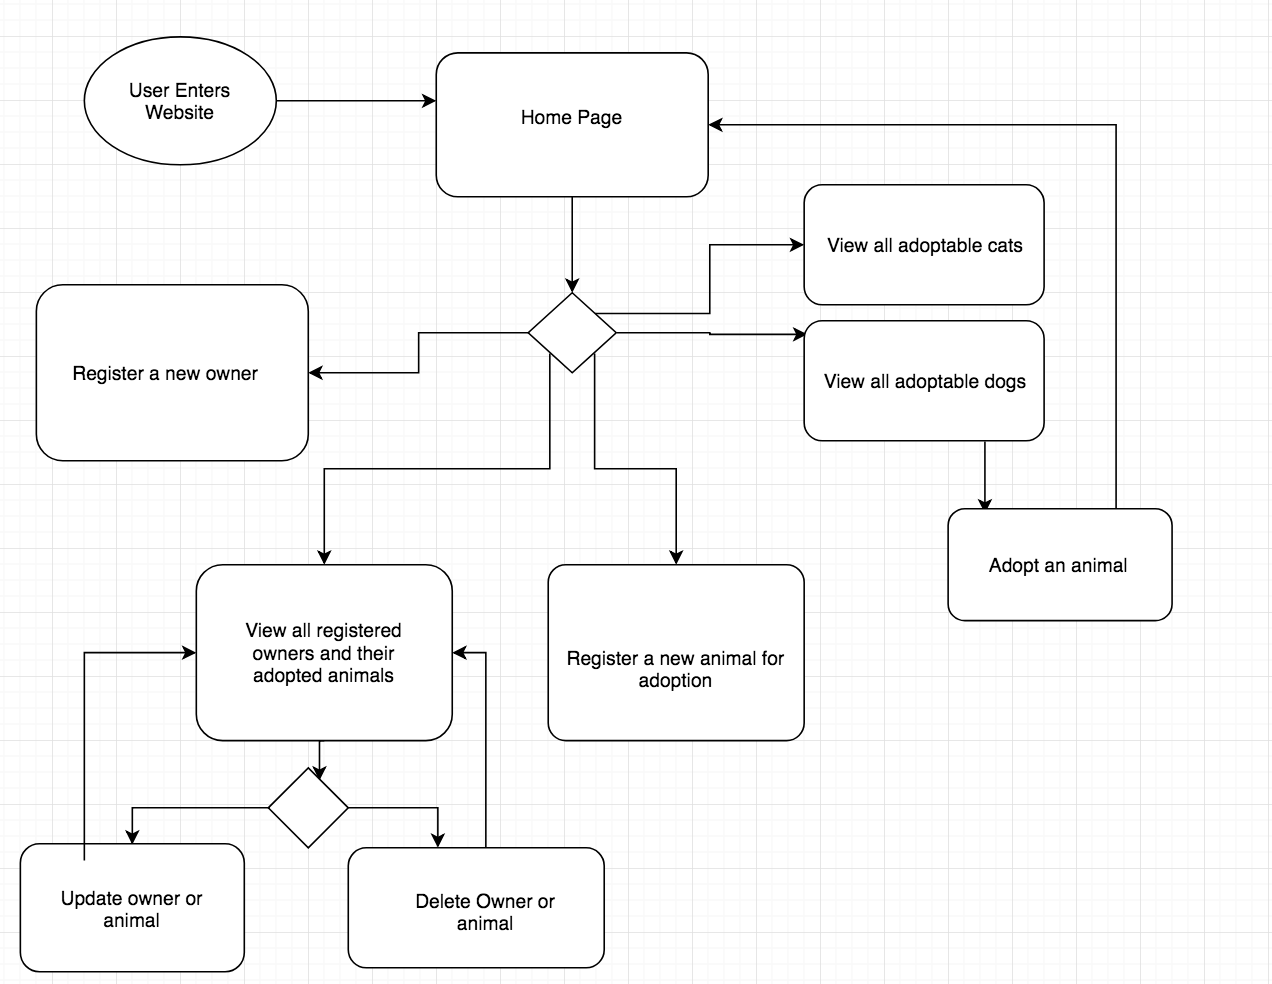 User Enters
Website
Home Page
View all adoptable cats
Register a new owner
View all adoptable dogs
Adopt an animal
View all registered
owners and their
adopted animals
Register a new animal for
adoption
Update owner or
animal
Delete Owner or
animal